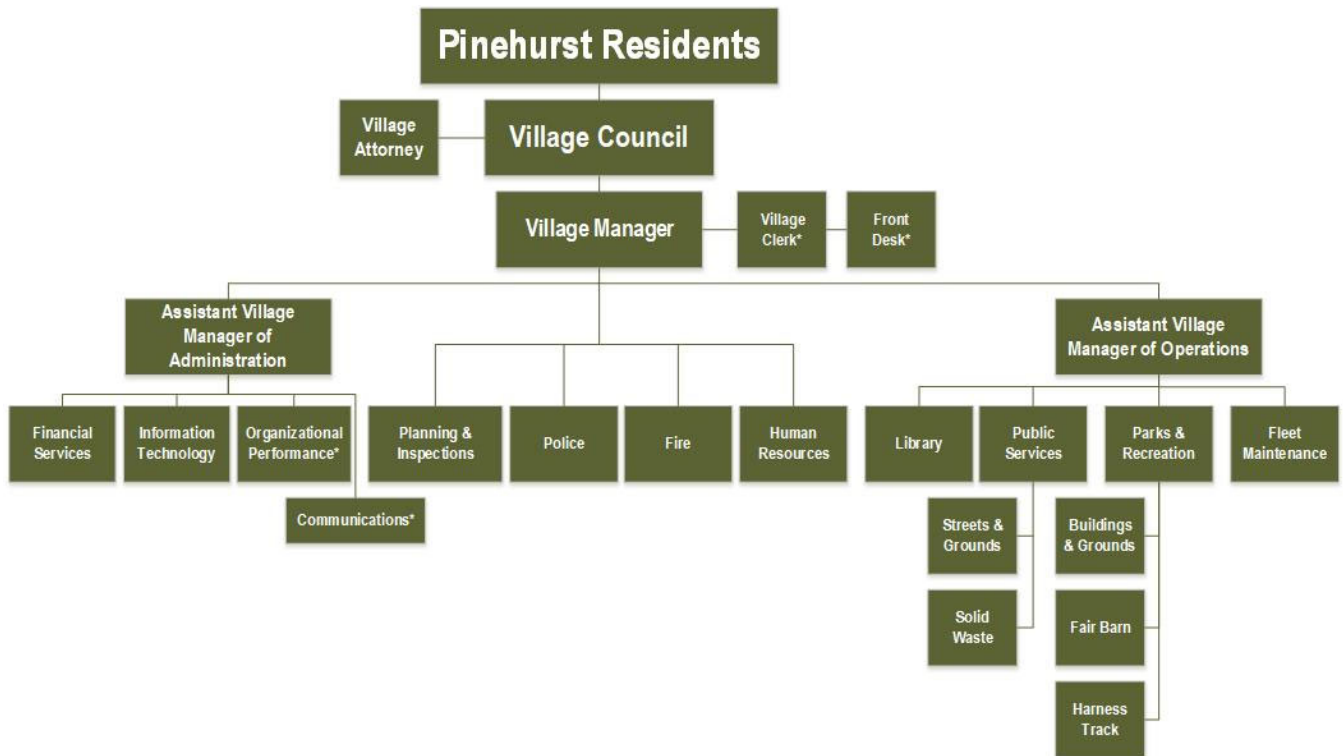 Pinehurst Residents
Village
Attorney
Village Council
Village Manager
Village
Clerk*
Front
Desk*
Assistant Village
Manager of
Administration
Assistant Village
Manager of Operations
Financial
Services
Information
Technology
Organizational
Performance*
Communications*
Planning &
Inspections
Police
Fire
Human
Resources
Library
Public
Services
Parks &
Recreation
Fleet
Maintenance
Streets &
Grounds
Solid
Waste
Buildings
& Grounds
Fair Barn
Harness
Track